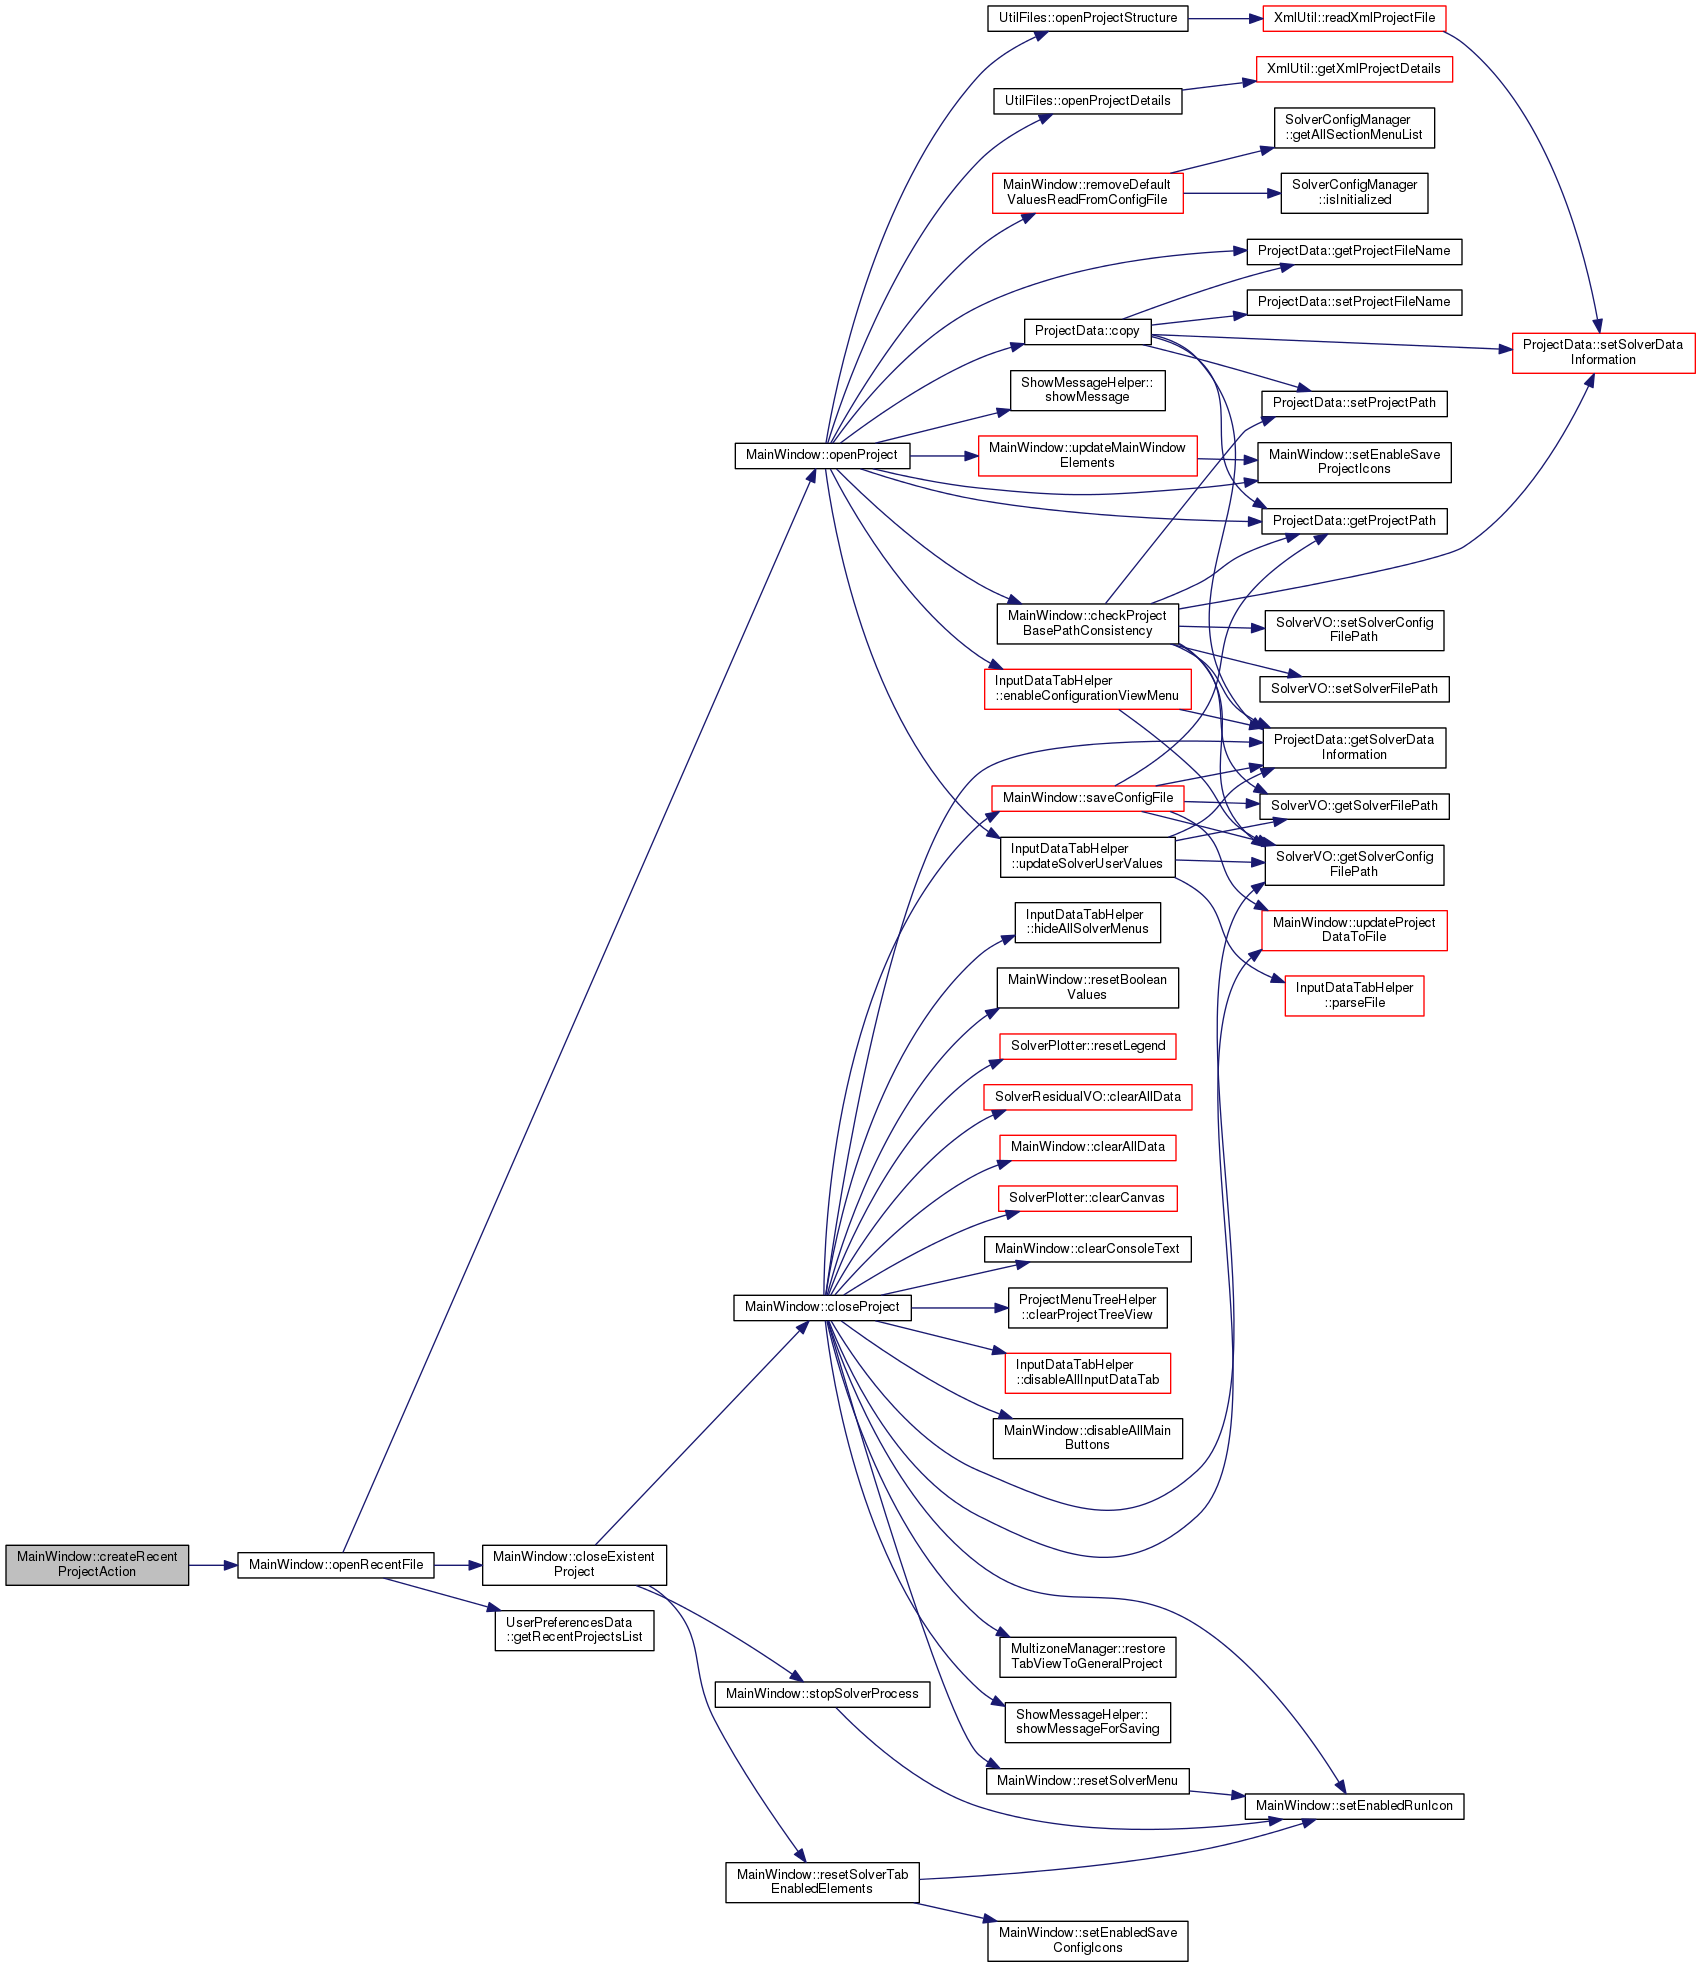 UtilFiles::openProjectStructure
XmlUtil::readXmlProjectFile
XmlUtil::getXmlProjectDetails
UtilFiles::openProjectDetails
SolverConfigManager
::getAllSectionMenuList
MainWindow::removeDefault
ValuesReadFromConfigFile
SolverConfigManager
::isInitialized
ProjectData::getProjectFileName
ProjectData::setProjectFileName
ProjectData::copy
ProjectData::setSolverData
Information
ShowMessageHelper::
showMessage
ProjectData::setProjectPath
MainWindow::openProject
MainWindow::updateMainWindow
Elements
MainWindow::setEnableSave
ProjectIcons
ProjectData::getProjectPath
MainWindow::checkProject
BasePathConsistency
SolverVO::setSolverConfig
FilePath
InputDataTabHelper
::enableConfigurationViewMenu
SolverVO::setSolverFilePath
ProjectData::getSolverData
Information
MainWindow::saveConfigFile
SolverVO::getSolverFilePath
InputDataTabHelper
::updateSolverUserValues
SolverVO::getSolverConfig
FilePath
InputDataTabHelper
::hideAllSolverMenus
MainWindow::updateProject
DataToFile
MainWindow::resetBoolean
Values
InputDataTabHelper
::parseFile
SolverPlotter::resetLegend
SolverResidualVO::clearAllData
MainWindow::clearAllData
SolverPlotter::clearCanvas
MainWindow::clearConsoleText
MainWindow::closeProject
ProjectMenuTreeHelper
::clearProjectTreeView
InputDataTabHelper
::disableAllInputDataTab
MainWindow::disableAllMain
Buttons
MainWindow::createRecent
ProjectAction
MainWindow::openRecentFile
MainWindow::closeExistent
Project
UserPreferencesData
::getRecentProjectsList
MultizoneManager::restore
TabViewToGeneralProject
MainWindow::stopSolverProcess
ShowMessageHelper::
showMessageForSaving
MainWindow::resetSolverMenu
MainWindow::setEnabledRunIcon
MainWindow::resetSolverTab
EnabledElements
MainWindow::setEnabledSave
ConfigIcons